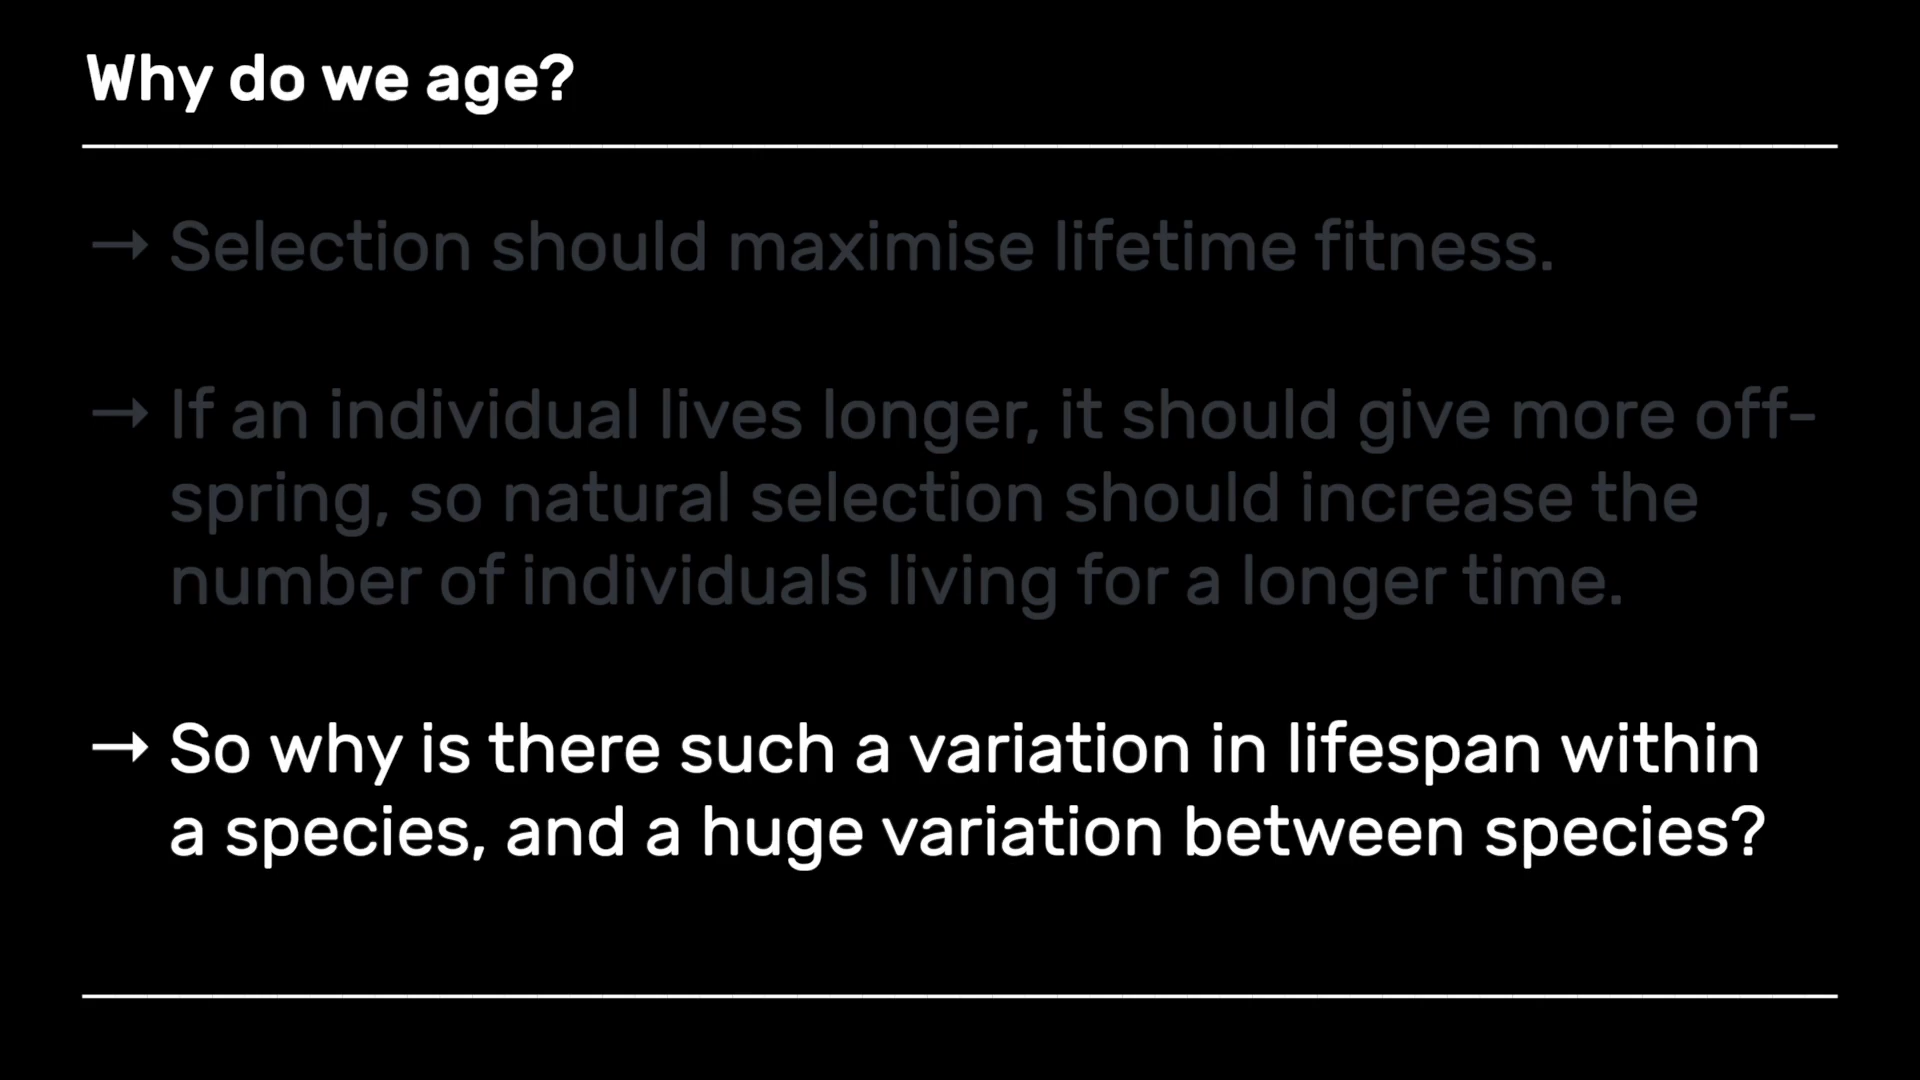 Why do we age?
→ Selection should maximise lifetime fitness.
→ If an individual lives longer, it should give more off-
spring, so natural selection should increase the
number of individuals living for a longer time.
→ So why is there such a variation in lifespan within
a species, and a huge variation between species?